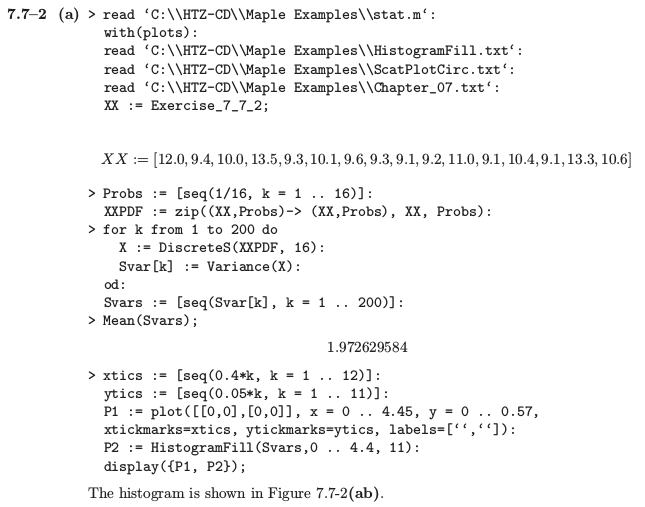 7.7–2 (a) > read ‘C:\\HTZ-CD\\Maple Examples\\stat.m‘:
with(plots):
read ‘C:\\HTZ-CD\\Maple Examples\\HistogramFill.txt‘:
read ‘C:\\HTZ-CD\\Maple Examples\\ScatPlotCirc.txt‘:
read ‘C:\\HTZ-CD\\Maple Examples\\Chapter_07.txt‘:
XX := Exercise_7_7_2;
XX := [12.0, 9.4, 10.0, 13.5, 9.3, 10.1, 9.6, 9.3, 9.1, 9.2, 11.0, 9.1, 10.4, 9.1, 13.3, 10.6]
> Probs := [seq(1/16, k = 1 .. 16)]:
XXPDF := zip((XX,Probs)-> (XX,Probs), XX, Probs):
> for k from 1 to 200 do
X := DiscreteS(XXPDF, 16):
Svar[k] := Variance(X):
od:
Svars := [seq(Svar[k], k = 1 .. 200)]:
> Mean(Svars);
1.972629584
> xtics := [seq(0.4*k, k = 1 .. 12)]:
ytics := [seq(0.05*k, k = 1 .. 11)]:
P1 := plot([[0,0],[0,0]], x = 0 .. 4.45, y = 0 .. 0.57,
xtickmarks=xtics, ytickmarks=ytics, labels=[‘‘,‘‘]):
P2 := HistogramFill(Svars,0 .. 4.4, 11):
display({P1, P2});
The histogram is shown in Figure 7.7-2(ab).